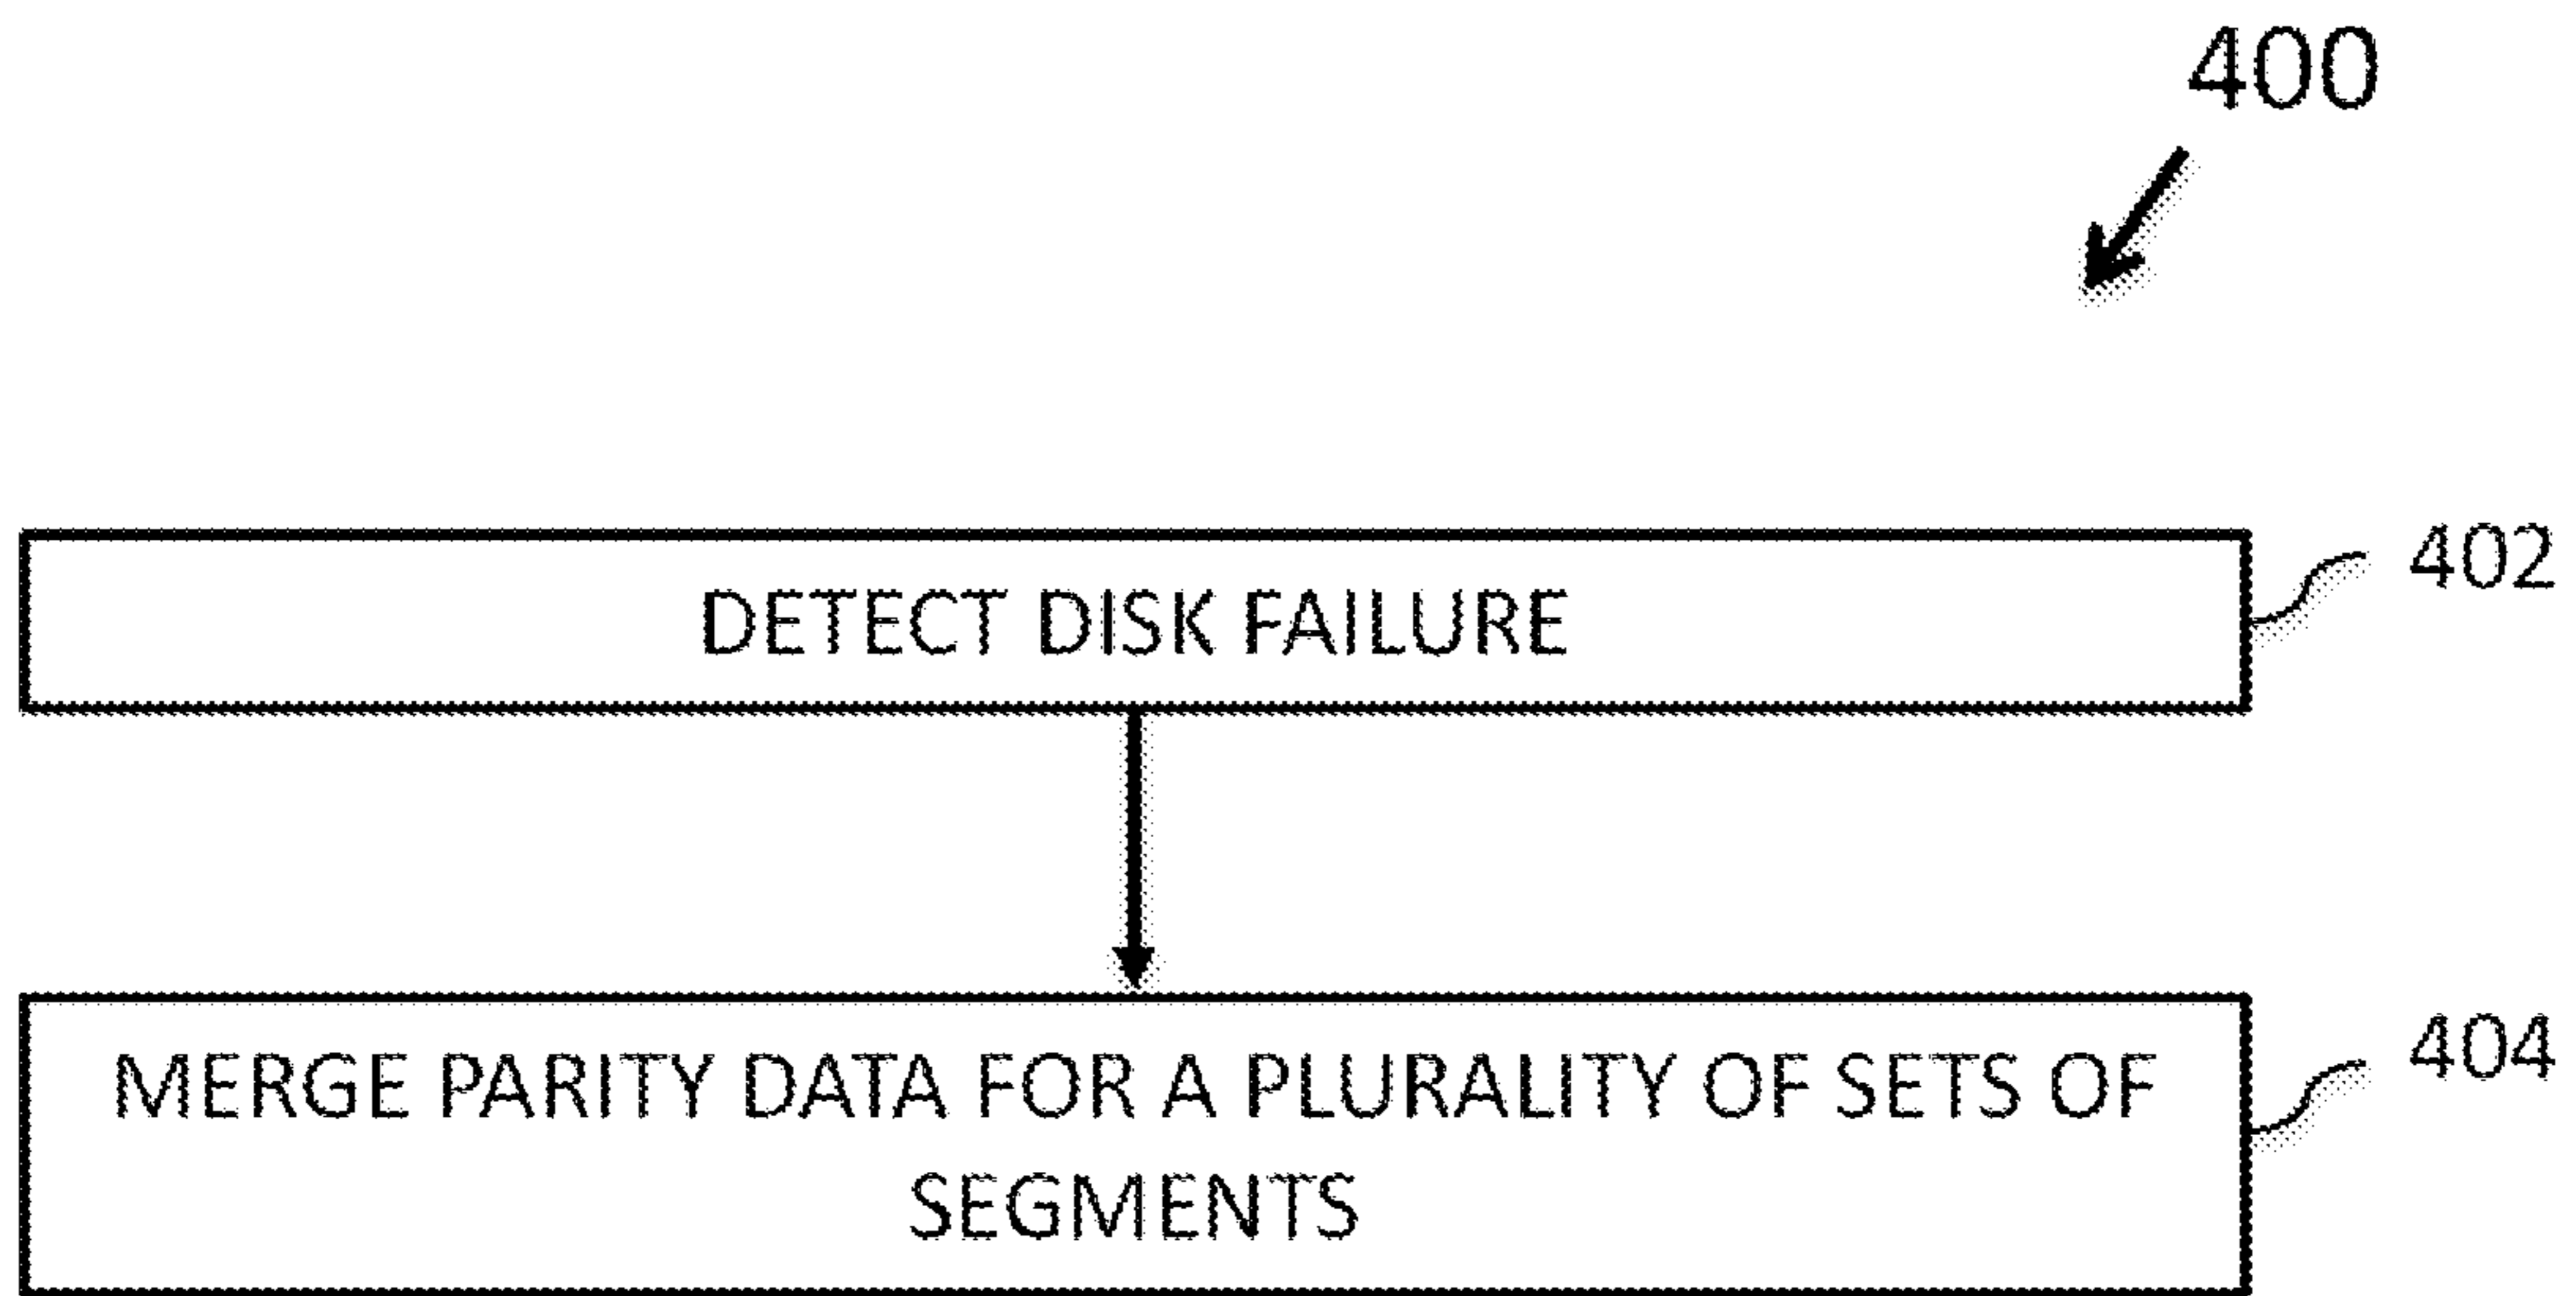 400
DETECT DISK FAILURE
402
MERGE PARITY DATA FOR A PLURALITY OF SETS OF
SEGMENTS
404